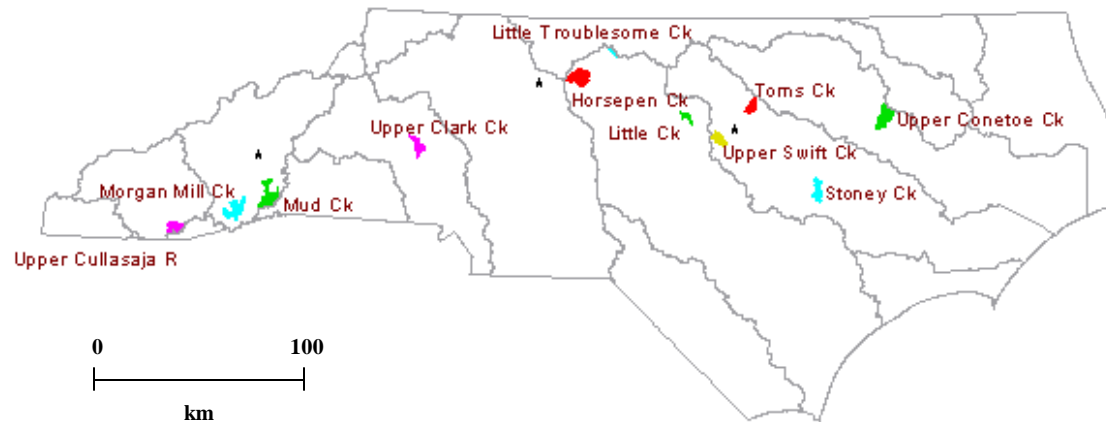 Little Troublesome Ck
Horsepen Ck
Toms Ck
Little Ck
Upper Conetoe Ck
Upper Clark Ck
Upper Swift Ck
Morgan Mill Ck
Stoney Ck
Mud Ck
Upper Cullasaja R
0 100
km